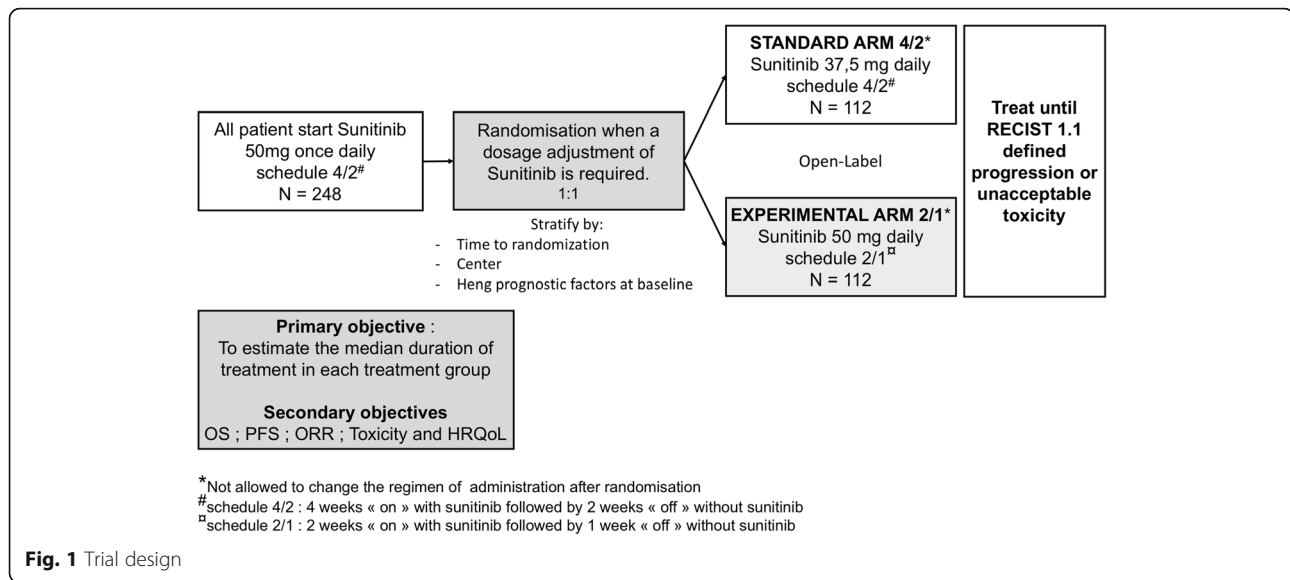 All patient start Sunitinib
50mg once daily
schedule 4/2#
N = 248
Randomisation when a
dosage adjustment of
Sunitinib is required.
1:1
Stratify by:
- Time to randomization
- Center
- Heng prognostic factors at baseline
STANDARD ARM 4/2*
Sunitinib 37,5 mg daily
schedule 4/2#
N = 112
Open-Label
EXPERIMENTAL ARM 2/1*
Sunitinib 50 mg daily
schedule 2/1¤
N = 112
Treat until
RECIST 1.1
defined
progression or
unacceptable
toxicity
Primary objective :
To estimate the median duration of
treatment in each treatment group
Secondary objectives
OS ; PFS ; ORR ; Toxicity and HRQoL
*Not allowed to change the regimen of administration after randomisation
#schedule 4/2 : 4 weeks « on » with sunitinib followed by 2 weeks « off » without sunitinib
¤schedule 2/1 : 2 weeks « on » with sunitinib followed by 1 week « off » without sunitinib
Fig. 1 Trial design